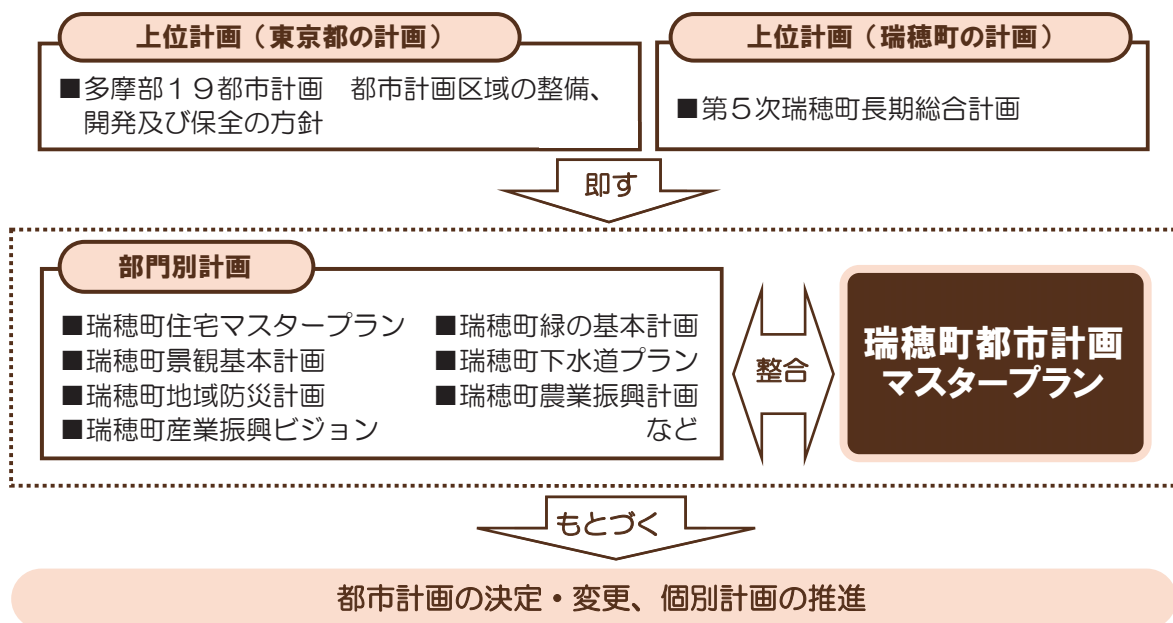 上位計画（東京都の計画）
■多摩部１９都市計画　都市計画区域の整備、
開発及び保全の方針
上位計画（瑞穂町の計画）
■第５次瑞穂町長期総合計画
即す
部門別計画
■瑞穂町住宅マスタープラン
■瑞穂町景観基本計画
■瑞穂町地域防災計画
■瑞穂町産業振興ビジョン
■瑞穂町緑の基本計画
■瑞穂町下水道プラン
■瑞穂町農業振興計画
など
整合
瑞穂町都市計画
マスタープラン
もとづく
都市計画の決定・変更、個別計画の推進